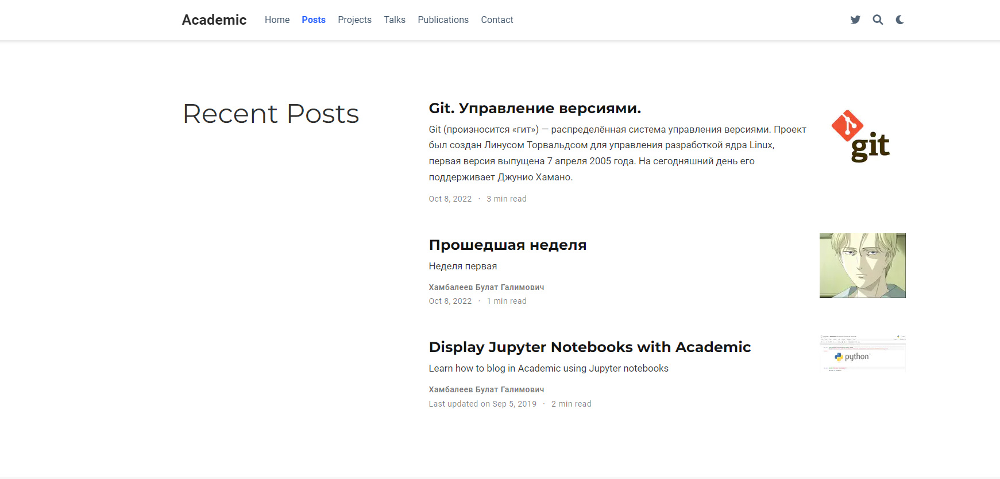 Academic Home Posts Projects Talks Publications Contact
Recent Posts
Git. Управление версиями.
Git (произносится «гит») — распределённая система управления версиями. Проект
был создан Линусом Торвальдсом для управления разработкой ядра Linux,
первая версия выпущена 7 апреля 2005 года. На сегодняшний день его
поддерживает Джунио Хамано.
Oct 8, 2022 · 3 min read
git
Прошедшая неделя
Неделя первая
Хамбалеев Булат Галимович
Oct 8, 2022 · 1 min read
Display Jupyter Notebooks with Academic
Learn how to blog in Academic using Jupyter notebooks
Хамбалеев Булат Галимович
Last updated on Sep 5, 2019 · 2 min read
python